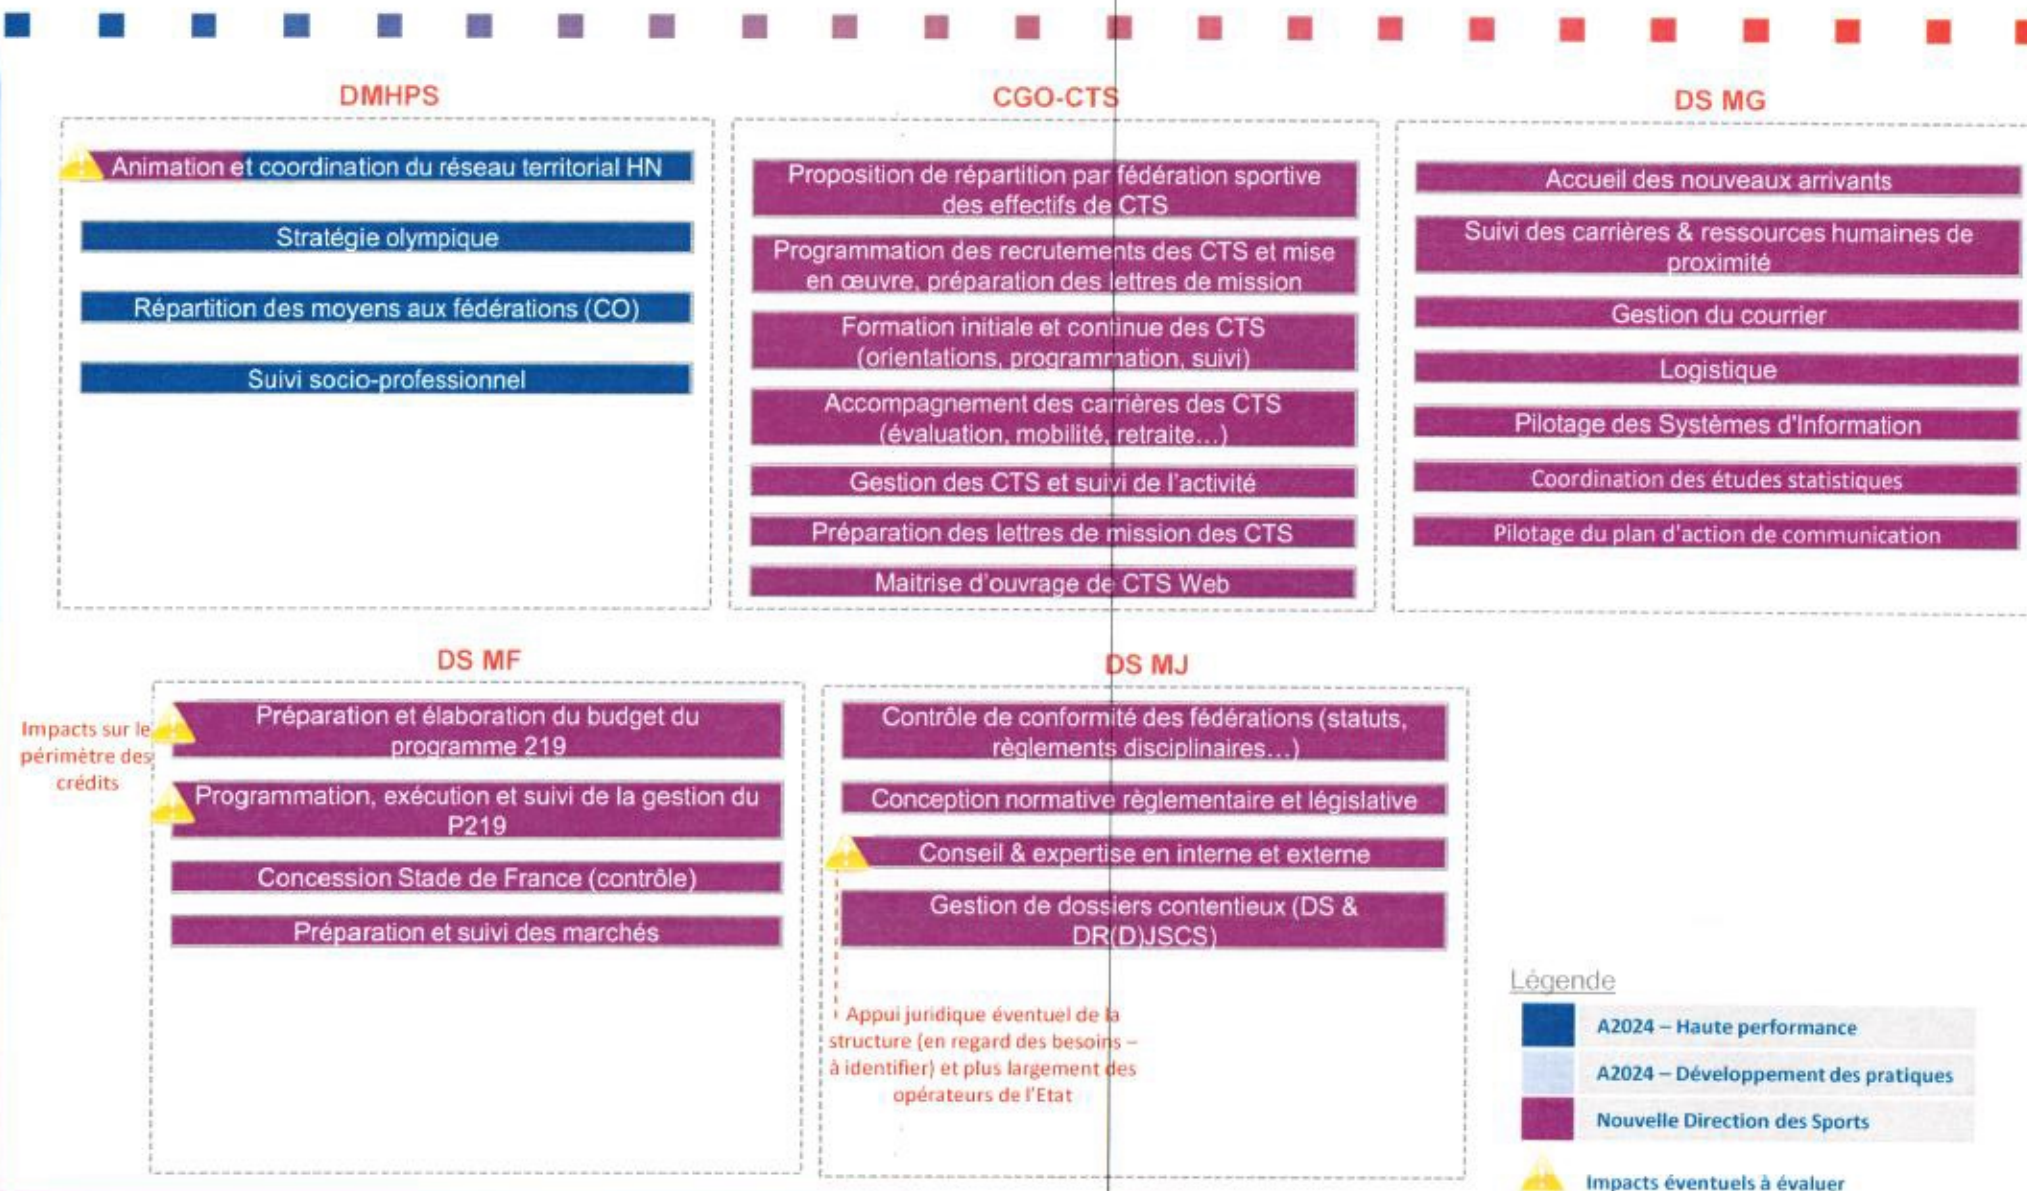 DMHPS
Animation et coordination du réseau territorial HN
Stratégie olympique
Répartition des moyens aux fédérations (CO)
Suivi socio-professionnel
CGO-CTS
Proposition de répartition par fédération sportive
des effectifs de CTS
Programmation des recrutements des CTS et mise
en œuvre, préparation des lettres de mission
Formation initiale et continue des CTS
(orientations, programmation, suivi)
Accompagnement des carrières des CTS
(évaluation, mobilité, retraite…)
Gestion des CTS et suivi de l'activité
Préparation des lettres de mission des CTS
Maitrise d'ouvrage de CTS Web
DS MG
Accueil des nouveaux arrivants
Suivi des carrières & ressources humaines de
proximité
Gestion du courrier
Logistique
Pilotage des Systèmes d'Information
Coordination des études statistiques
Pilotage du plan d'action de communication
DS MF
Impacts sur le
périmètre des
crédits
Préparation et élaboration du budget du
programme 219
Programmation, exécution et suivi de la gestion du
P219
Concession Stade de France (contrôle)
Préparation et suivi des marchés
DS MJ
Contrôle de conformité des fédérations (statuts,
règlements disciplinaires…)
Conception normative règlementaire et législative
Conseil & expertise en interne et externe
Gestion de dossiers contentieux (DS &
DR(D)JSCS)
Appui juridique éventuel de la
structure (en regard des besoins –
à identifier) et plus largement des
opérateurs de l'Etat
Légende
A2024 – Haute performance
A2024 – Développement des pratiques
Nouvelle Direction des Sports
Impacts éventuels à évaluer